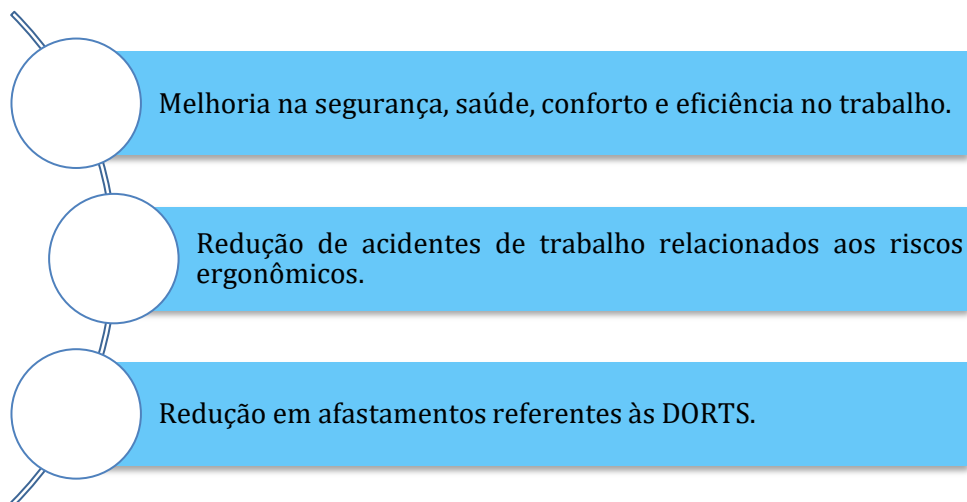 Melhoria na segurança, saúde, conforto e eficiência no trabalho.
Redução de acidentes de trabalho relacionados aos riscos
ergonômicos.
Redução em afastamentos referentes às DORTS.